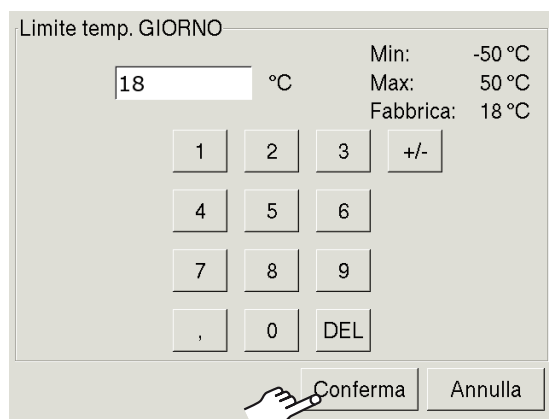 Limite temp. GIORNO
Min: -50 °C
18 °C Max: 50 °C
Fabbrica: 18 °C
1 2 3 +/-
4 5 6
7 8 9
, 0 DEL
Conferma Annulla